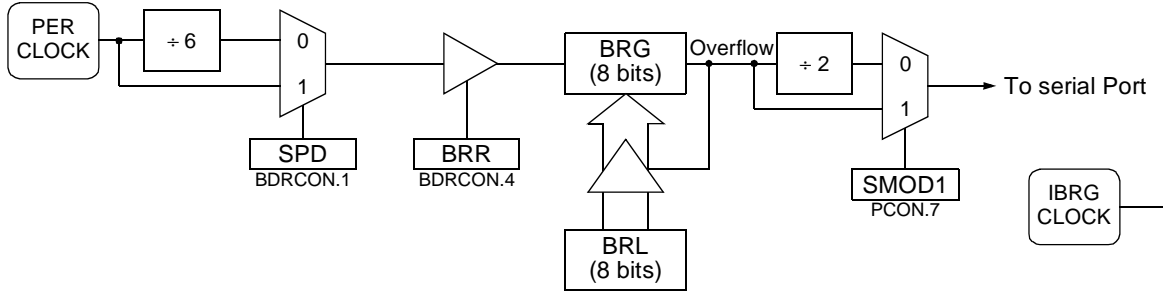 PER
CLOCK
÷ 6
0
1
SPD
BDRCON.1
BRR
BDRCON.4
BRG
(8 bits)
Overflow
BRL
(8 bits)
÷ 2
0
1
To serial Port
SMOD1
PCON.7
IBRG
CLOCK